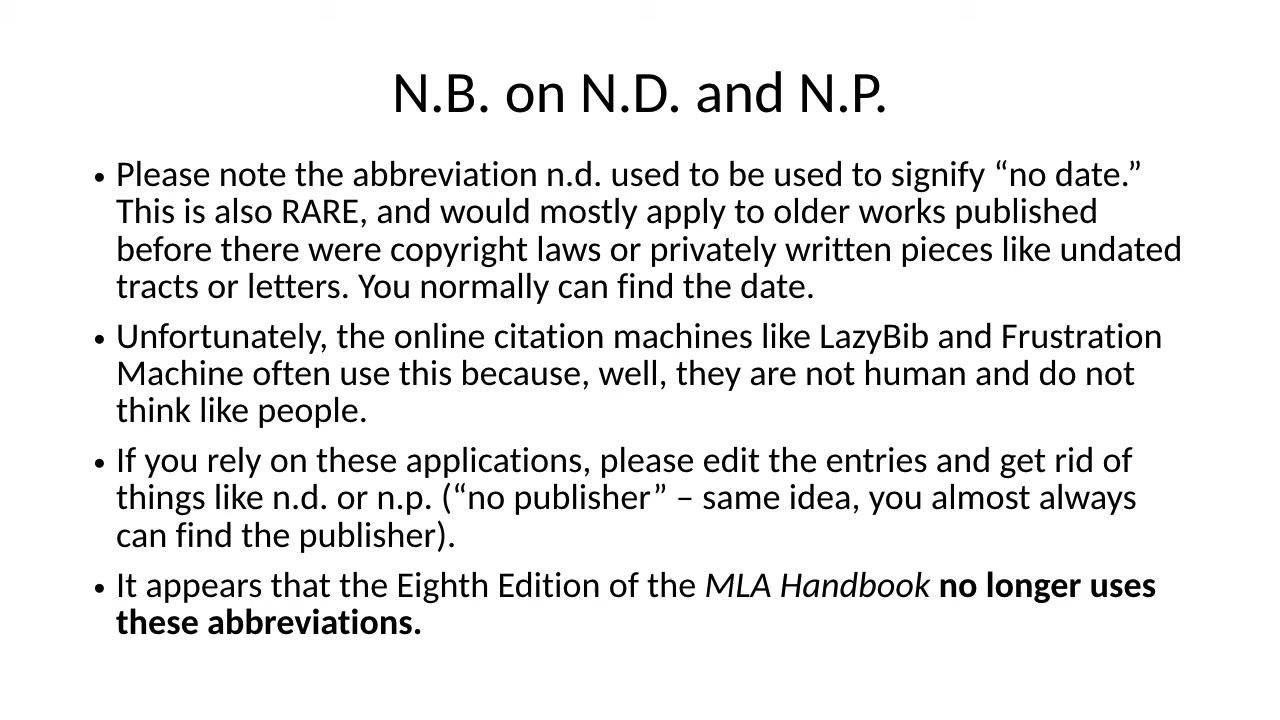 N.B. on N.D. and N.P.
• Please note the abbreviation n.d. used to be used to signify “no date.”
This is also RARE, and would mostly apply to older works published
before there were copyright laws or privately written pieces like undated
tracts or letters. You normally can find the date.
• Unfortunately, the online citation machines like LazyBib and Frustration
Machine often use this because, well, they are not human and do not
think like people.
• If you rely on these applications, please edit the entries and get rid of
things like n.d. or n.p. (“no publisher” – same idea, you almost always
can find the publisher).
• It appears that the Eighth Edition of the MLA Handbook no longer uses
these abbreviations.